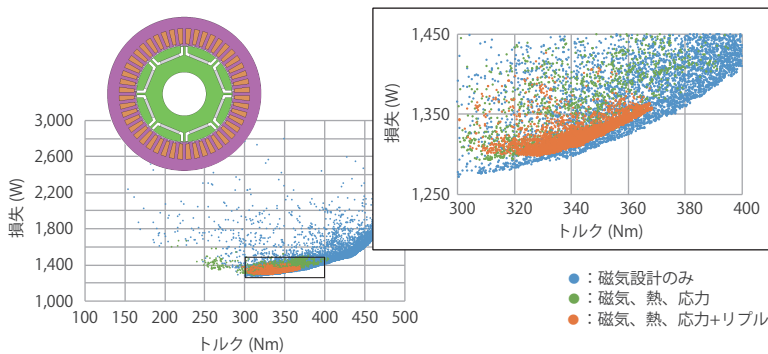 3,000
2,600
2,200
1,800
1,400
1,000
損失 (W)
100 150 200 250 300 350 400 450 500
トルク (Nm)
1,450
1,350
1,250
損失 (W)
300 320 340 360 380 400
トルク (Nm)
：磁気設計のみ
：磁気、熱、応力
：磁気、熱、応力+リプル